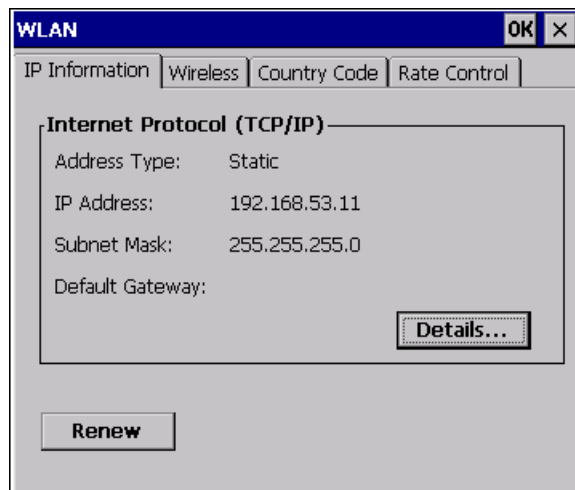 WLAN OK ×
IP Information Wireless Country Code Rate Control
Internet Protocol (TCP/IP)
Address Type: Static
IP Address: 192.168.53.11
Subnet Mask: 255.255.255.0
Default Gateway:
Details...
Renew